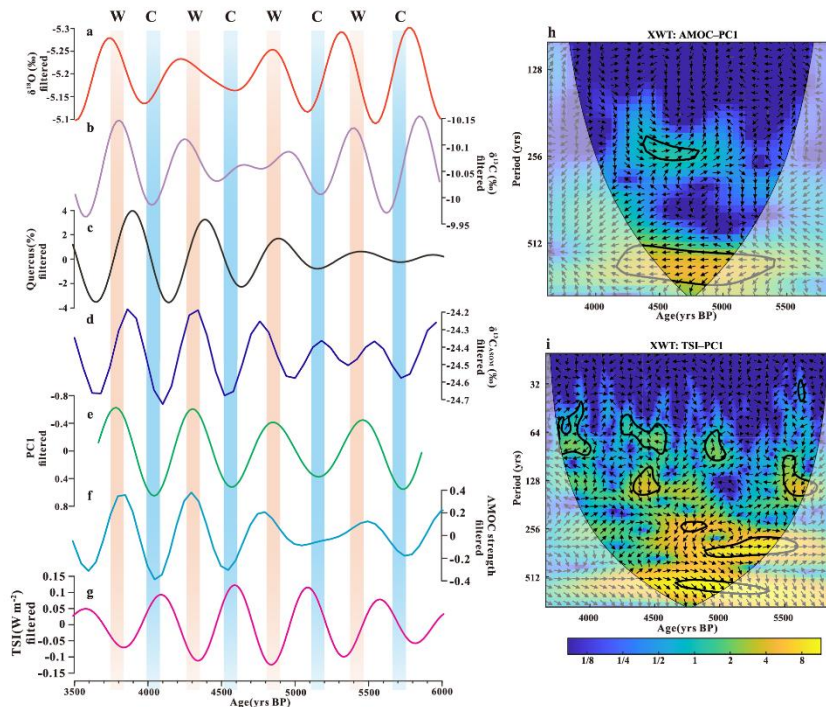 W C W C W C W C
a
δ¹⁸O (‰)
filtered
-5.3
-5.25
-5.2
-5.15
-5.1
b
-10.15
-10.1
-10.05
-10
-9.95
δ¹³C (‰)
filtered
c
Quercus(%)
filtered
4
2
0
-2
-4
d
-24.2
-24.3
-24.4
-24.5
-24.6
-24.7
filtered
e
PC1
filtered
-0.8
-0.4
0
0.4
0.8
f
0.4
0.2
0
-0.2
-0.4
AMOC strength
filtered
g
TSI(W m⁻²)
filtered
0.15
0.1
0.05
0
-0.05
-0.1
-0.15
3500 4000 4500 5000 5500 6000
Age(yrs BP)
h
XWT: AMOC–PC1
Period (yrs)
128
256
512
4000 4500 5000 5500
Age(yrs BP)
i
XWT: TSI–PC1
Period (yrs)
32
64
128
256
512
4000 4500 5000 5500
Age(yrs BP)
1/8 1/4 1/2 1 2 4 8